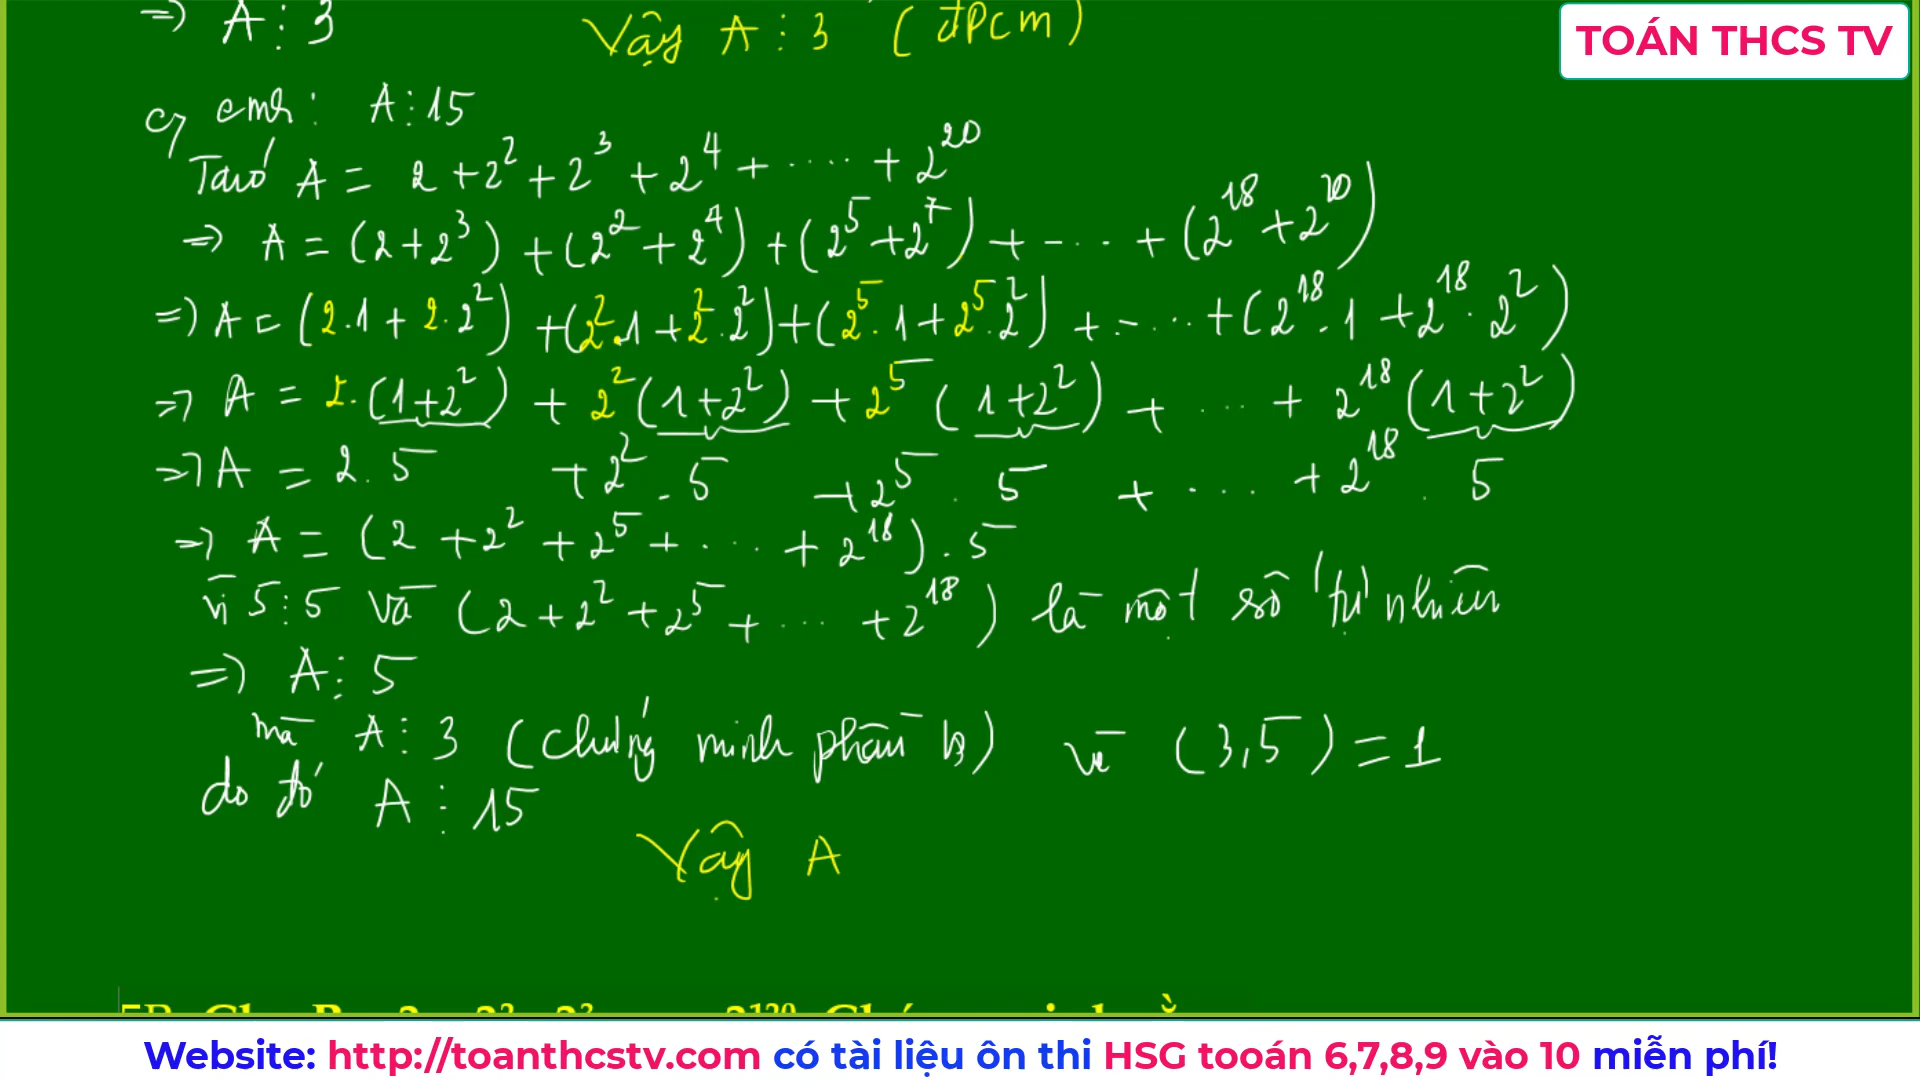 => A ⋮ 3 Vậy A ⋮ 3 (đpcm)
TOÁN THCS TV
c, cmr: A ⋮ 15
Ta có A = 2 + 2² + 2³ + 2⁴ + ..... + 2²⁰
=> A = (2 + 2³) + (2² + 2⁴) + (2⁵ + 2⁷) + .... + (2¹⁸ + 2²⁰)
=> A = (2.1 + 2.2²) + (2².1 + 2².2²) + (2⁵.1 + 2⁵.2²) + ..... + (2¹⁸.1 + 2¹⁸.2²)
=> A = 2.(1+2²) + 2²(1+2²) + 2⁵(1+2²) + .... + 2¹⁸(1+2²)
=> A = 2.5 + 2².5 + 2⁵.5 + .... + 2¹⁸.5
=> A = (2 + 2² + 2⁵ + .... + 2¹⁸).5
vì 5 ⋮ 5 và (2 + 2² + 2⁵ + .... + 2¹⁸) là một số tự nhiên
=> A ⋮ 5
mà A ⋮ 3 (chứng minh phần b) và (3,5) = 1
do đó A ⋮ 15
Vậy A
Website: http://toanthcstv.com có tài liệu ôn thi HSG tooán 6,7,8,9 vào 10 miễn phí!